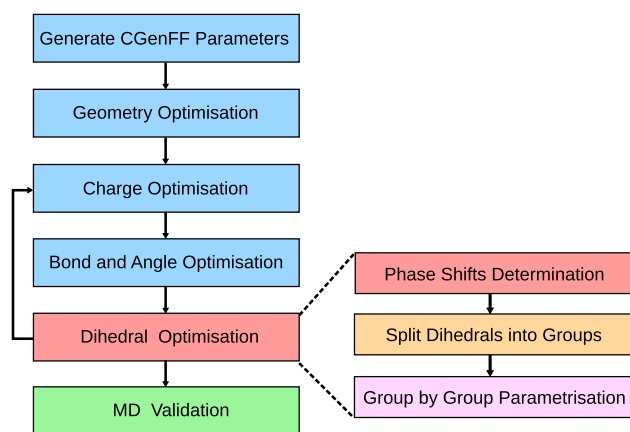 Generate CGenFF Parameters
Geometry Optimisation
Charge Optimisation
Bond and Angle Optimisation
Dihedral Optimisation
MD Validation
Phase Shifts Determination
Split Dihedrals into Groups
Group by Group Parametrisation